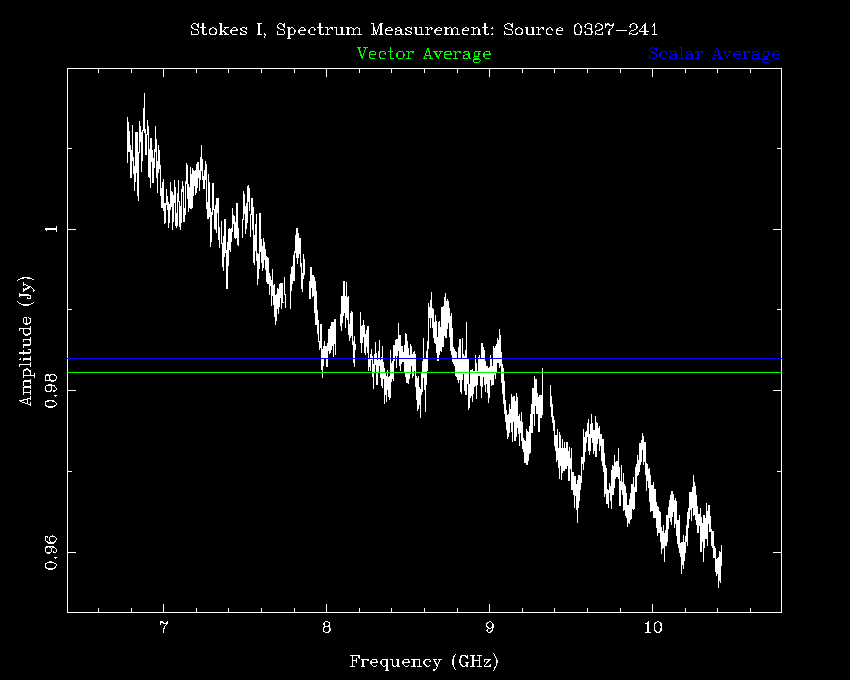 Stokes I, Spectrum Measurement: Source 0327-241
Vector Average
Scalar Average
Amplitude (Jy)
1
0.98
0.96
7
8
9
10
Frequency (GHz)